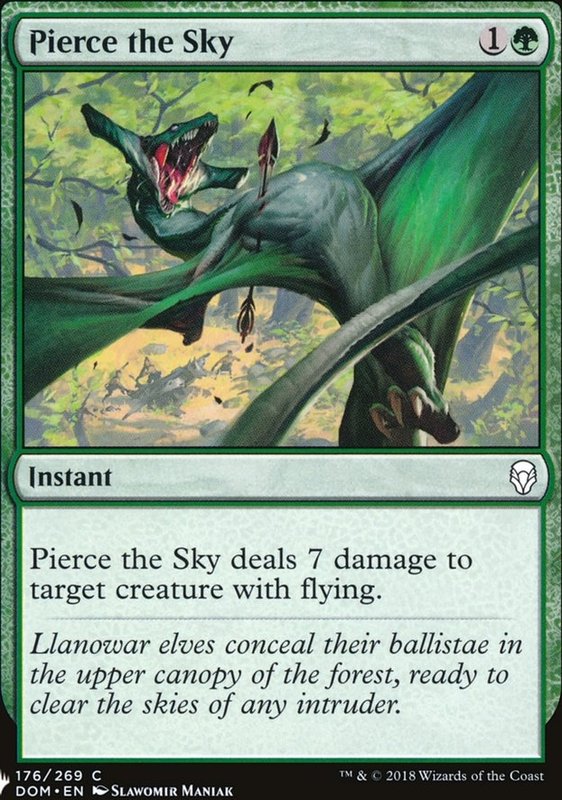 Pierce the Sky 1
Instant
Pierce the Sky deals 7 damage to
target creature with flying.
Llanowar elves conceal their ballistae in
the upper canopy of the forest, ready to
clear the skies of any intruder.
176/269 C
DOM • EN Slawomir Maniak
™ & © 2018 Wizards of the Coast